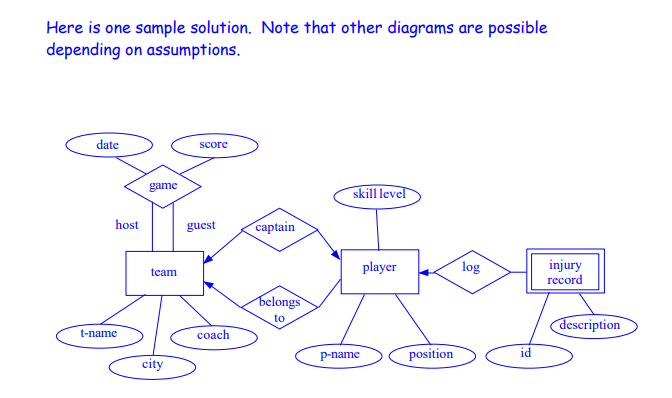 Here is one sample solution.  Note that other diagrams are possible
depending on assumptions.
date
score
game
host
guest
skill level
captain
team
player
log
injury
record
belongs
to
t-name
coach
city
p-name
position
id
description